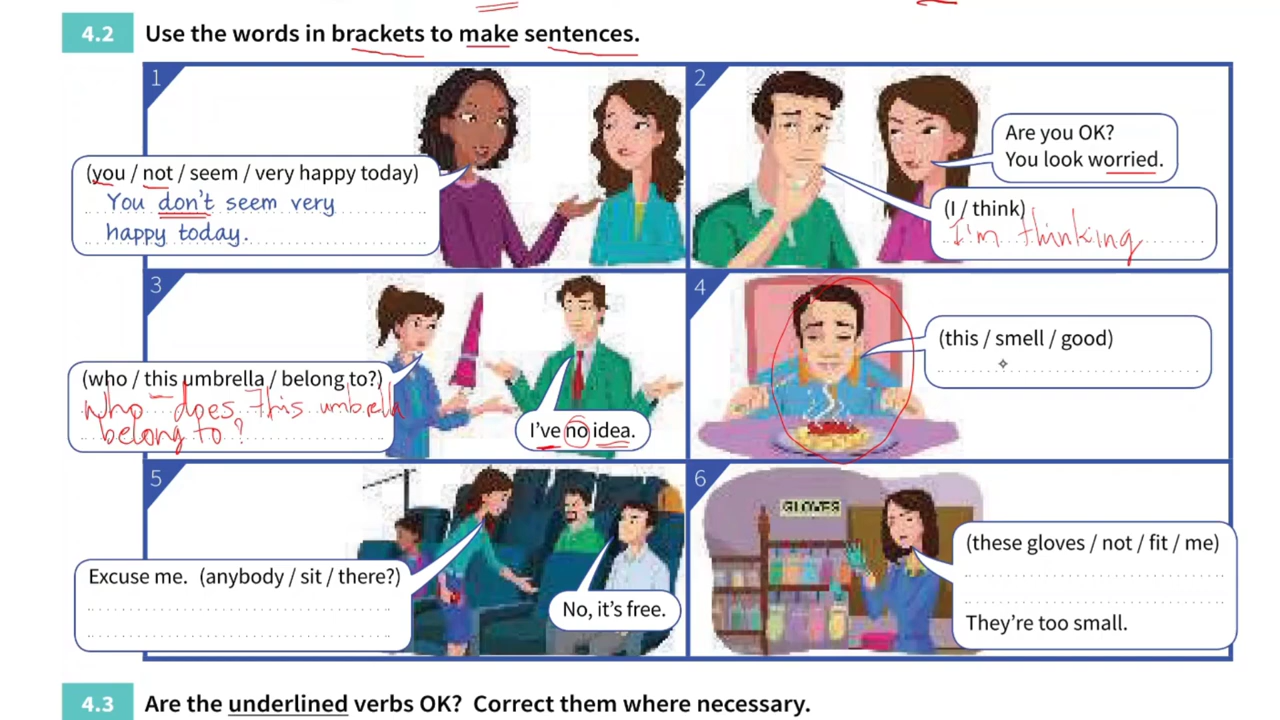 4.2 Use the words in brackets to make sentences.
1
(you / not / seem / very happy today)
You don't seem very
happy today.
2
Are you OK?
You look worried.
(I / think)
I'm thinking
3
(who / this umbrella / belong to?)
Who does This umbrella
belong to?
I've no idea.
4
(this / smell / good)
5
Excuse me. (anybody / sit / there?)
No, it's free.
6
GLOVES
(these gloves / not / fit / me)
They're too small.
4.3 Are the underlined verbs OK? Correct them where necessary.